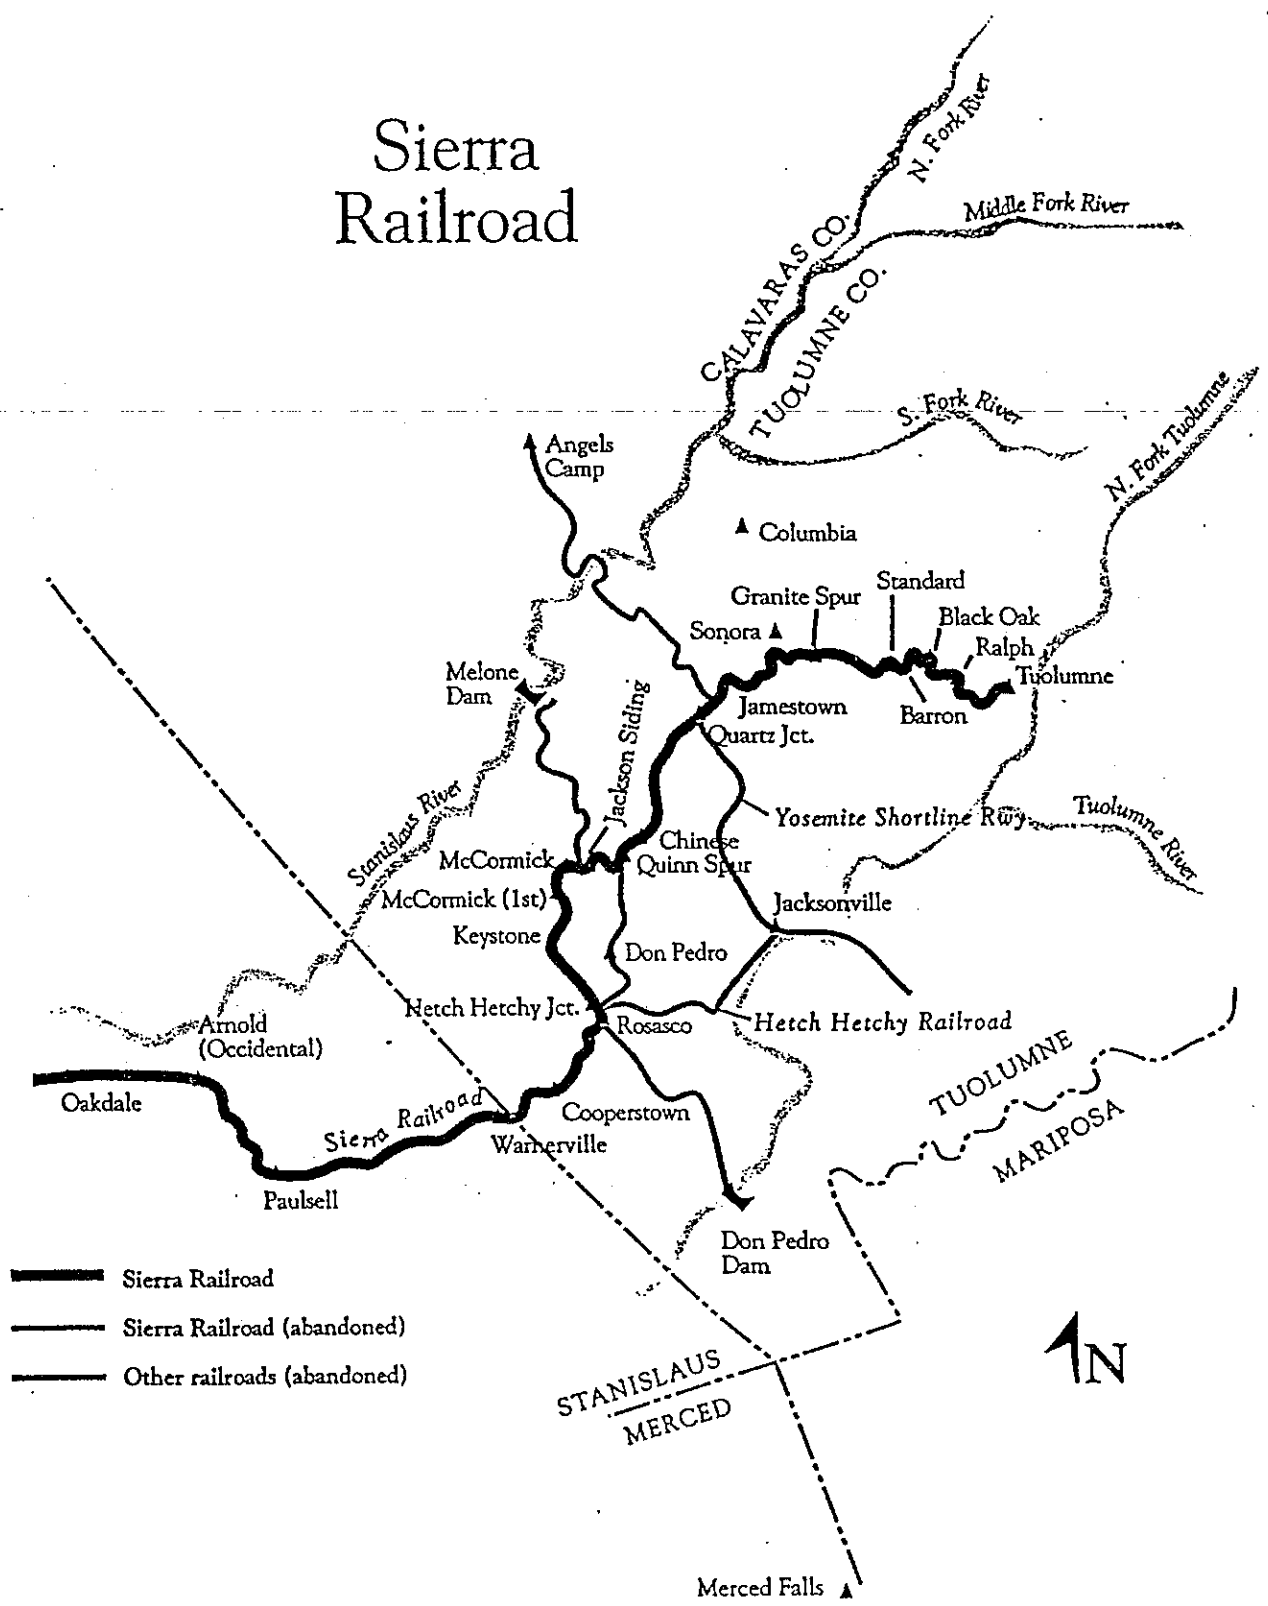 Sierra
Railroad
N. Fork River
Middle Fork River
CALAVARAS CO.
TUOLUMNE CO.
S. Fork River
N. Fork Tuolumne
Angels
Camp
Columbia
Standard
Granite Spur
Black Oak
Sonora
Ralph
Tuolumne
Melone
Dam
Barron
Jamestown
Quartz Jct.
Jackson Siding
Stanislaus River
Yosemite Shortline Rwy.
Tuolumne
River
Chinese
Quinn Spur
McCormick
McCormick (1st)
Jacksonville
Keystone
Don Pedro
Hetch Hetchy Jct.
Rosasco
Hetch Hetchy Railroad
Arnold
(Occidental)
Oakdale
Sierra Railroad
Cooperstown
Warnerville
TUOLUMNE
MARIPOSA
Paulsell
Don Pedro
Dam
Sierra Railroad
Sierra Railroad (abandoned)
Other railroads (abandoned)
STANISLAUS
MERCED
N
Merced Falls